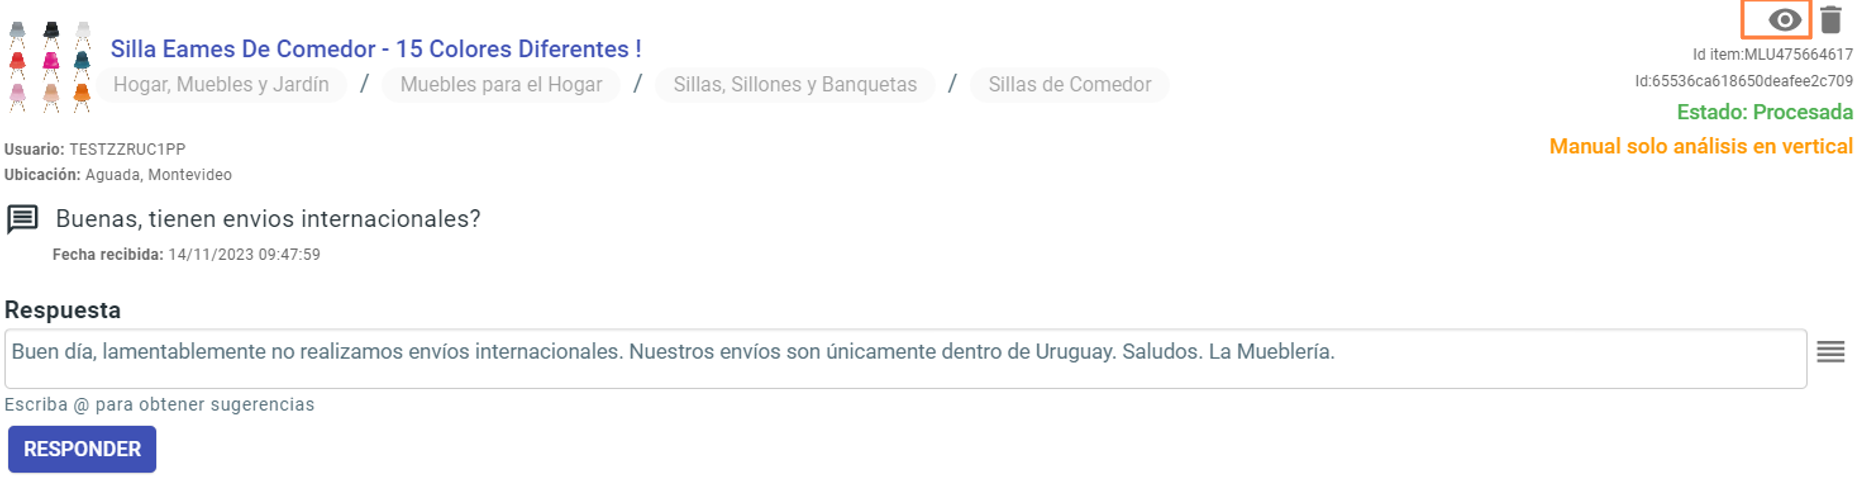 Silla Eames De Comedor - 15 Colores Diferentes !
Hogar, Muebles y Jardín / Muebles para el Hogar / Sillas, Sillones y Banquetas / Sillas de Comedor
Id item:MLU475664617
Id:65536ca618650deafee2c709
Estado: Procesada
Manual solo análisis en vertical
Usuario: TESTZZRUC1PP
Ubicación: Aguada, Montevideo
Buenas, tienen envios internacionales?
Fecha recibida: 14/11/2023 09:47:59
Respuesta
Buen día, lamentablemente no realizamos envíos internacionales. Nuestros envíos son únicamente dentro de Uruguay. Saludos. La Mueblería.
Escriba @ para obtener sugerencias
RESPONDER